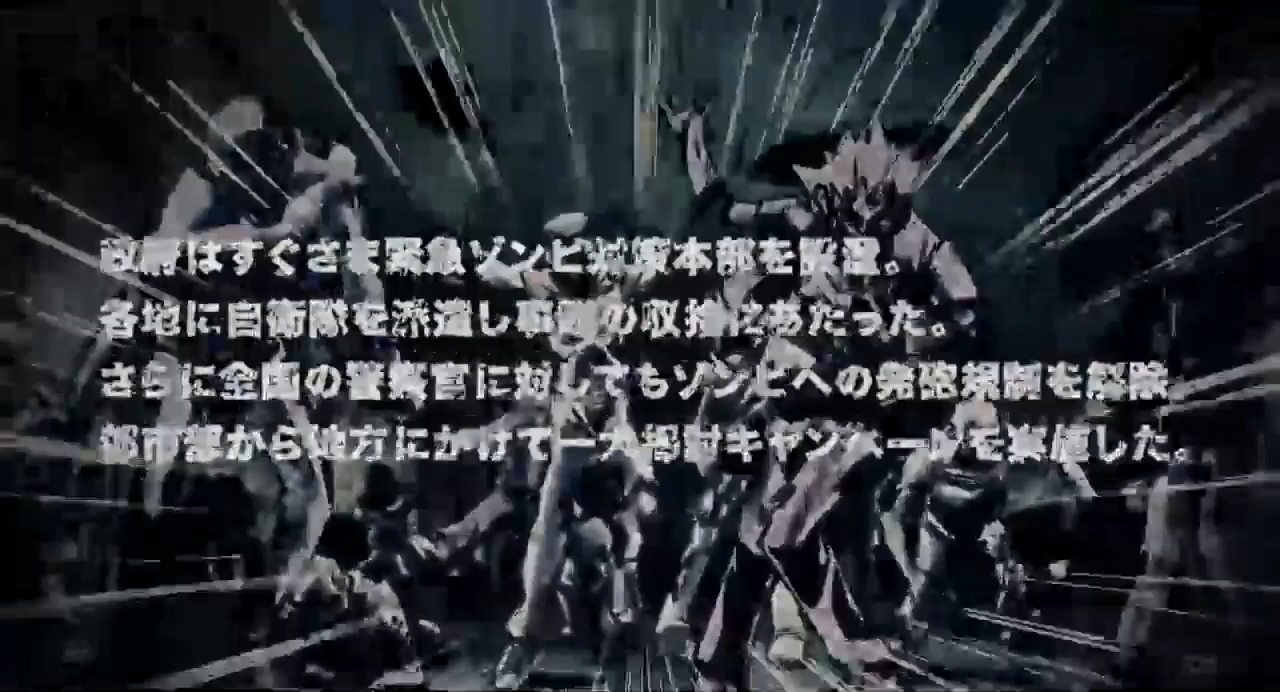 政府はすぐさま緊急ゾンビ対策本部を設置。
各地に自衛隊を派遣し事態の収拾にあたった。
さらに全国の警察官に対してもゾンビへの発砲規制を解除
都市部から地方にかけて一大掃討キャンペーンを実施した。